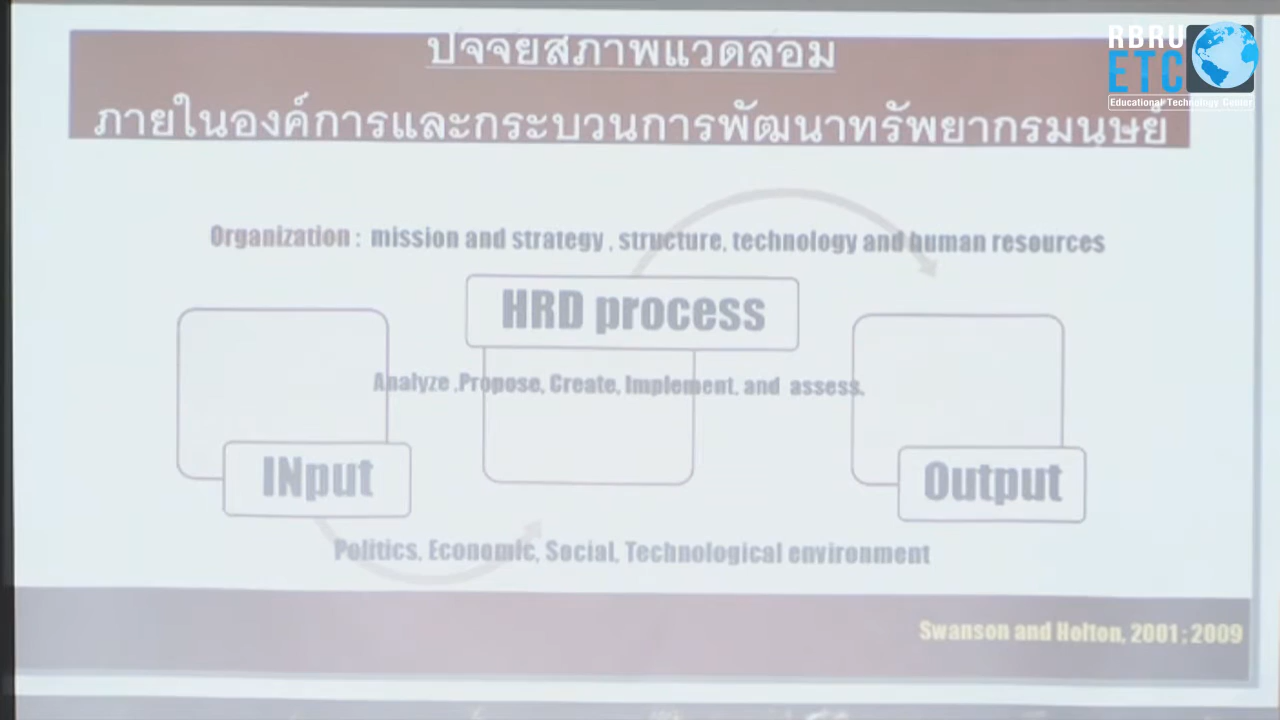 ปัจจัยสภาพแวดล้อม
ภายในองค์การและกระบวนการพัฒนาทรัพยากรมนุษย์
RBRU
ETC
Educational Technology Center
Organization : mission and strategy , structure, technology and human resources
HRD process
Analyze ,Propose, Create, Implement. and assess.
INput
Output
Politics, Economic, Social, Technological environment
Swanson and Holton, 2001 ; 2009